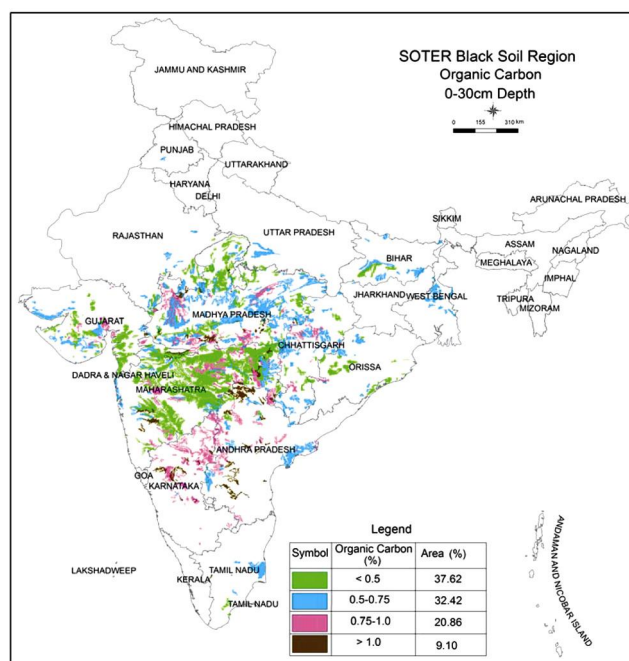 SOTER Black Soil Region
Organic Carbon
0-30cm Depth
0 155 310 km
JAMMU AND KASHMIR
HIMACHAL PRADESH
PUNJAB
UTTARAKHAND
HARYANA
DELHI
ARUNACHAL PRADESH
SIKKIM
RAJASTHAN
UTTAR PRADESH
ASSAM
NAGALAND
BIHAR
MEGHALAYA
IMPHAL
JHARKHAND
WEST BENGAL
TRIPURA
MIZORAM
GUJARAT
MADHYA PRADESH
CHHATTISGARH
ORISSA
DADRA & NAGAR HAVELI
MAHARASHTRA
ANDHRA PRADESH
GOA
KARNATAKA
ANDAMAN AND NICOBAR ISLAND
LAKSHADWEEP
KERALA
TAMIL NADU
TAMIL NADU
Legend
Symbol Organic Carbon (%) Area (%)
< 0.5 37.62
0.5-0.75 32.42
0.75-1.0 20.86
> 1.0 9.10